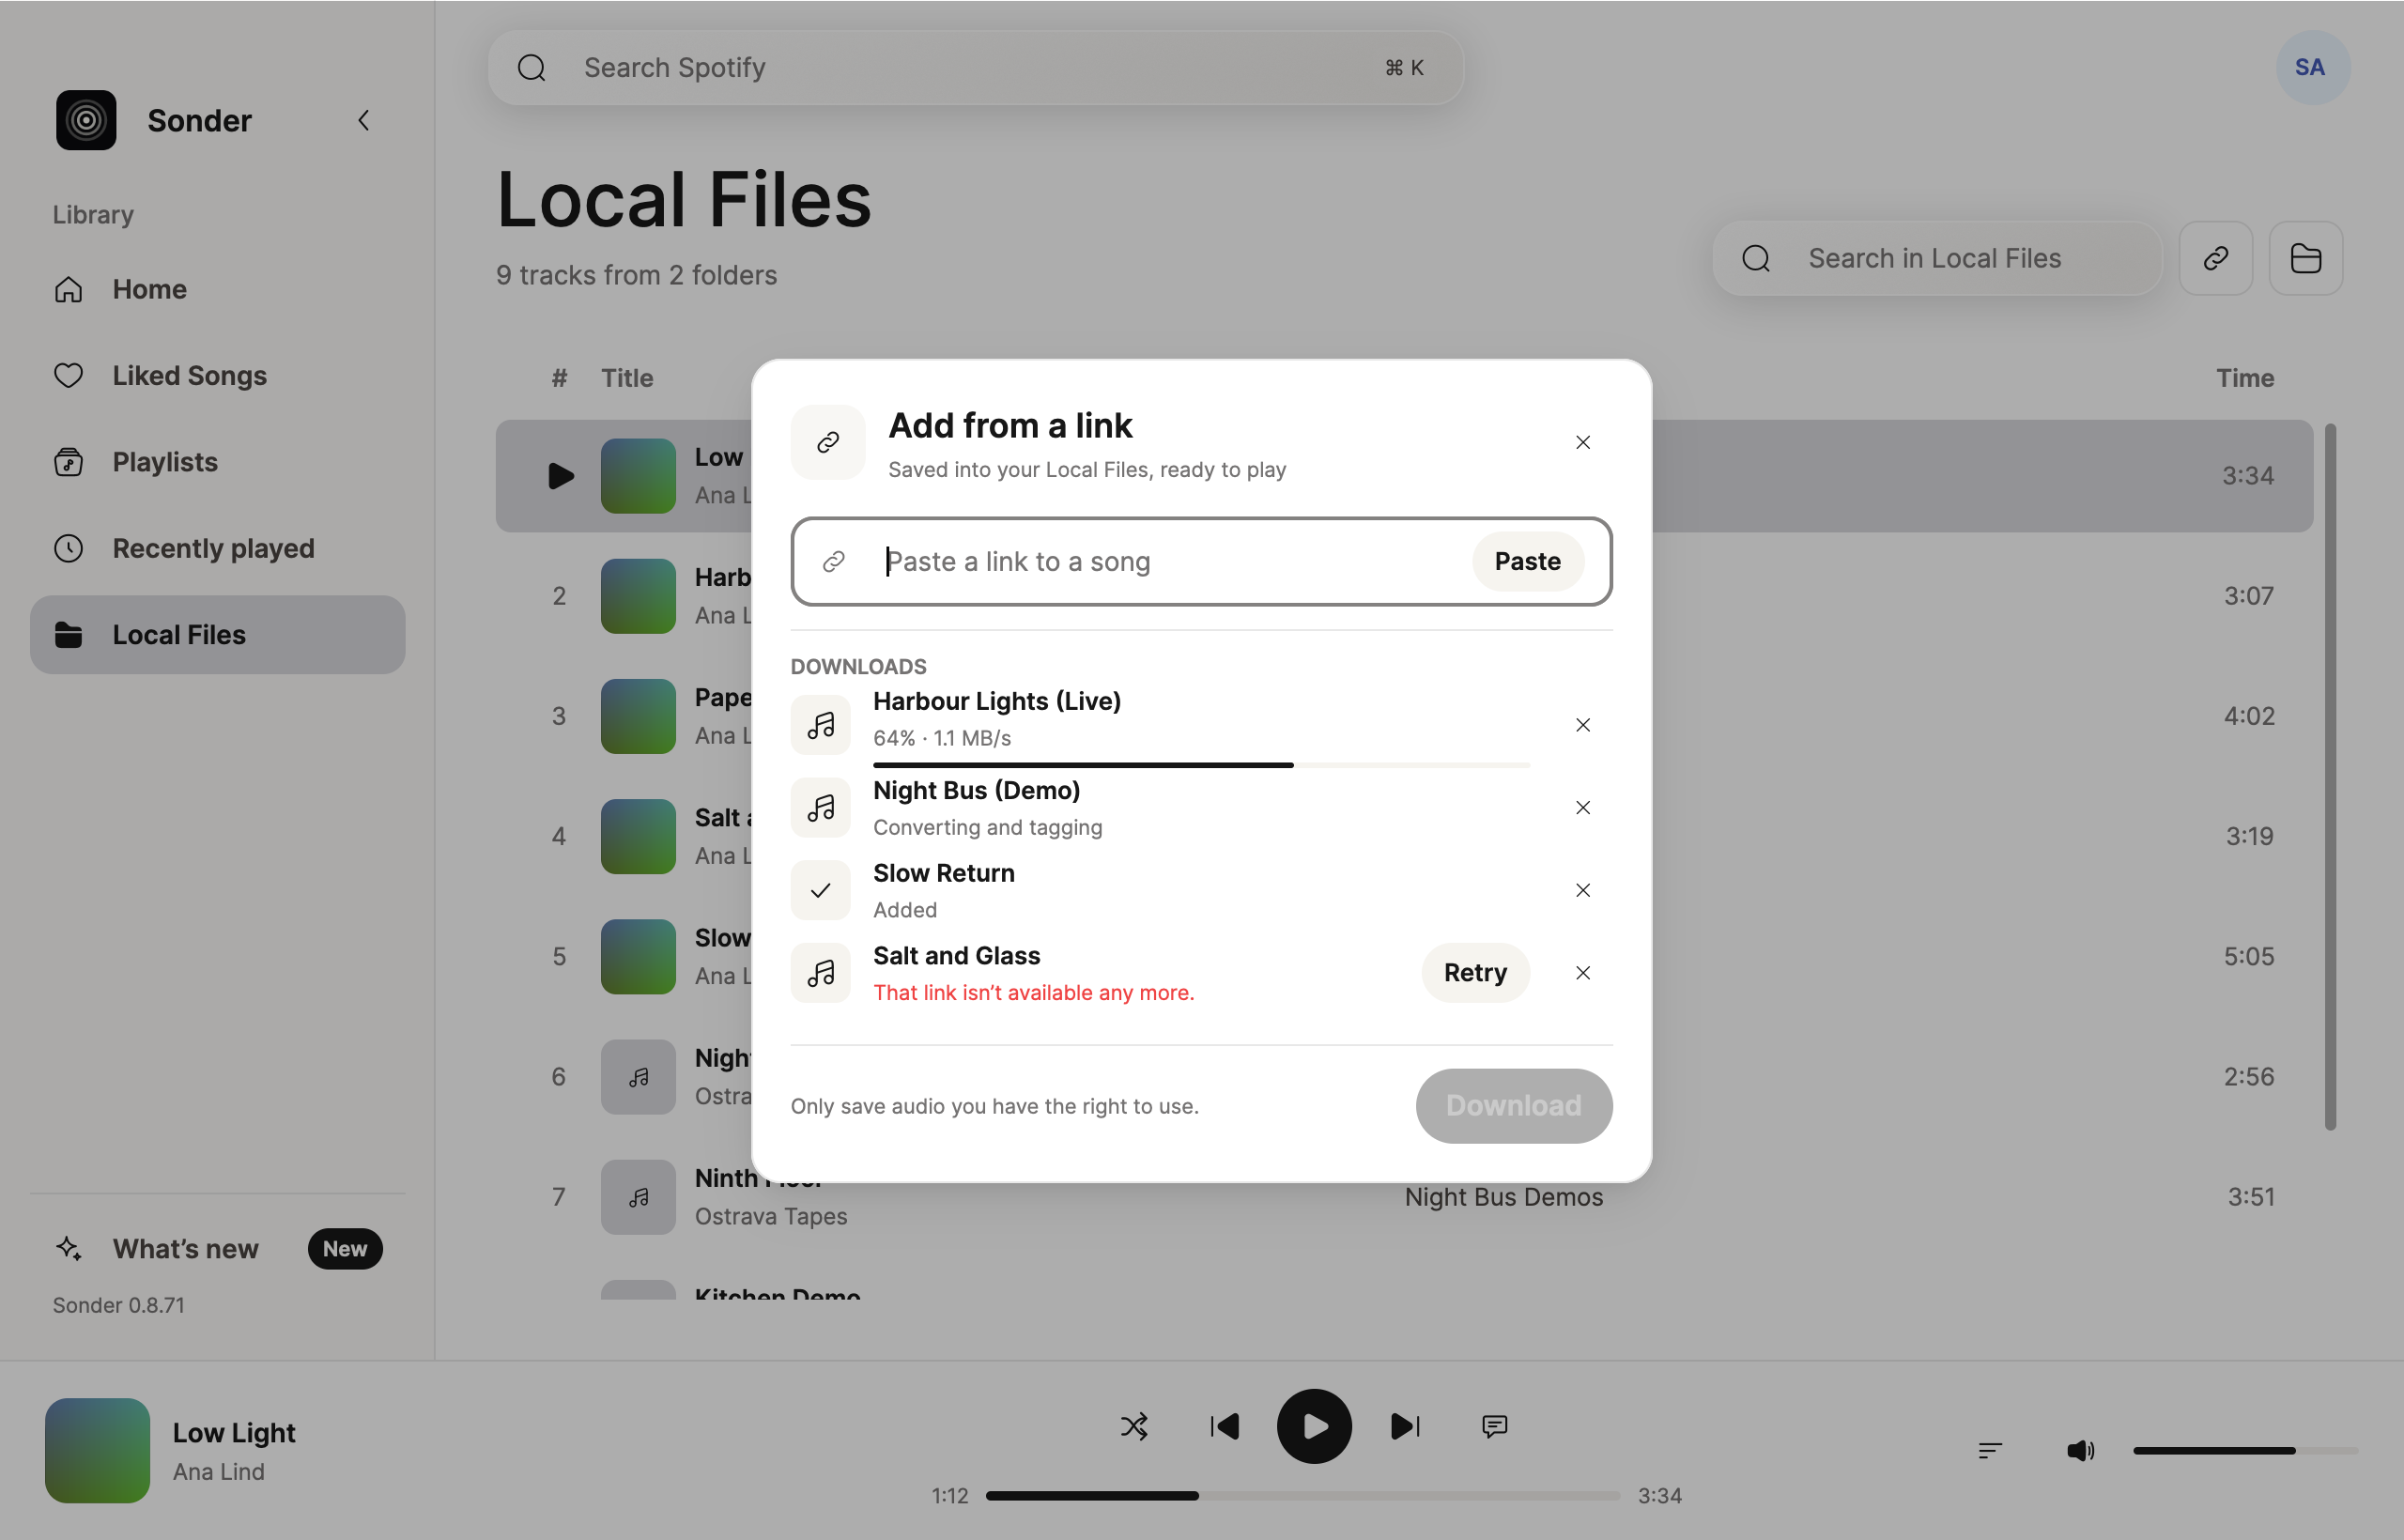 Search Spotify
⌘ K
SA
Sonder
Library
Home
Liked Songs
Playlists
Recently played
Local Files
What's new
New
Sonder 0.8.71
Local Files
9 tracks from 2 folders
Search in Local Files
# Title
Time
Low
Ana L
3:34
2
Harb
Ana L
3:07
3
Pape
Ana L
4:02
4
Salt
Ana L
3:19
5
Slow
Ana L
5:05
6
Nigh
Ostra
2:56
7
Ninth
Ostrava Tapes
Night Bus Demos
3:51
Kitchen Demo
Add from a link
Saved into your Local Files, ready to play
Paste a link to a song
Paste
DOWNLOADS
Harbour Lights (Live)
64% · 1.1 MB/s
Night Bus (Demo)
Converting and tagging
Slow Return
Added
Salt and Glass
That link isn’t available any more.
Retry
Only save audio you have the right to use.
Download
Low Light
Ana Lind
1:12
3:34